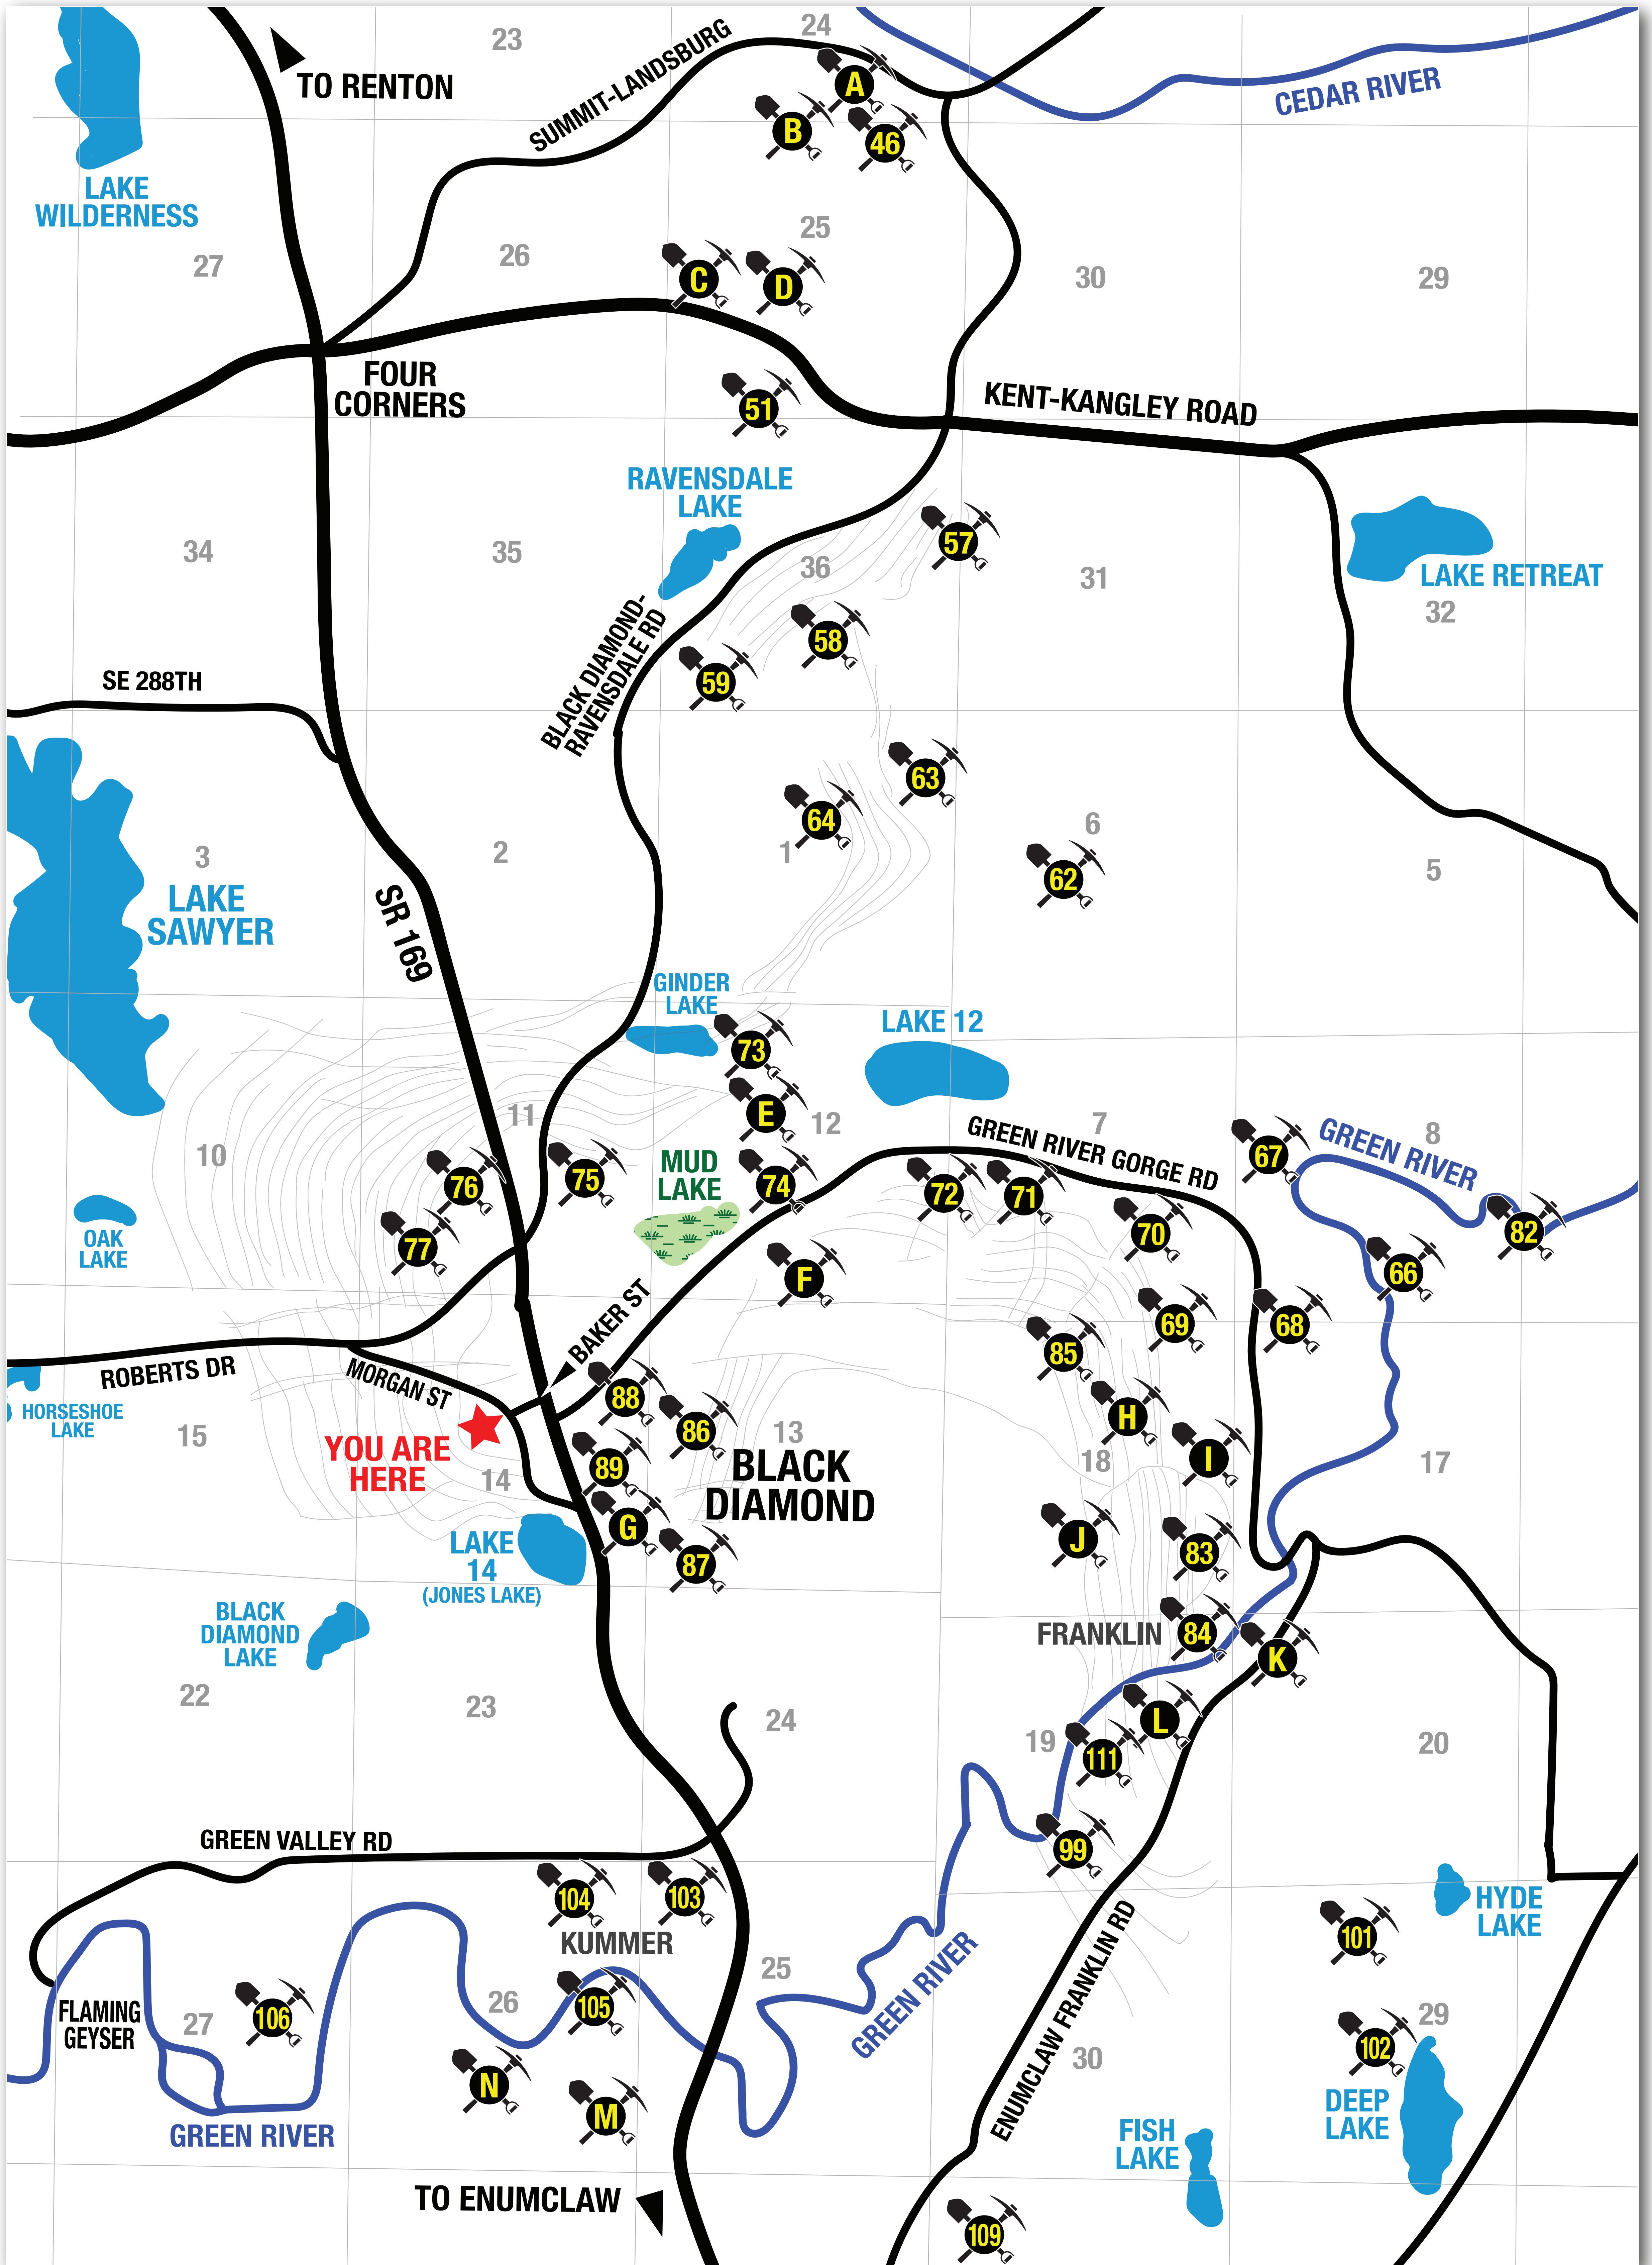 23
24
TO RENTON
SUMMIT-LANDSBURG
A
CEDAR RIVER
B
46
LAKE
WILDERNESS
25
27
26
C
D
30
29
FOUR
CORNERS
51
KENT-KANGLEY ROAD
RAVENSDALE
LAKE
57
34
35
36
31
LAKE RETREAT
32
58
BLACK DIAMOND-
RAVENSDALE RD
59
SE 288TH
63
64
6
3
2
1
62
5
LAKE
SAWYER
SR 169
GINDER
LAKE
LAKE 12
73
E
11
12
7
8
GREEN RIVER GORGE RD
67
GREEN RIVER
10
76
75
MUD
LAKE
74
72
71
70
82
OAK
LAKE
77
F
66
BAKER ST
69
68
85
ROBERTS DR
MORGAN ST
88
HORSESHOE
LAKE
15
86
13
H
YOU ARE
HERE
14
89
BLACK
DIAMOND
18
I
17
G
LAKE
14
(JONES LAKE)
87
J
83
BLACK
DIAMOND
LAKE
FRANKLIN
84
K
22
23
24
L
19
111
20
GREEN VALLEY RD
99
104
103
KUMMER
HYDE
LAKE
101
25
GREEN RIVER
ENUMCLAW FRANKLIN RD
FLAMING
GEYSER
27
106
26
105
29
102
30
N
M
DEEP
LAKE
GREEN RIVER
FISH
LAKE
TO ENUMCLAW
109